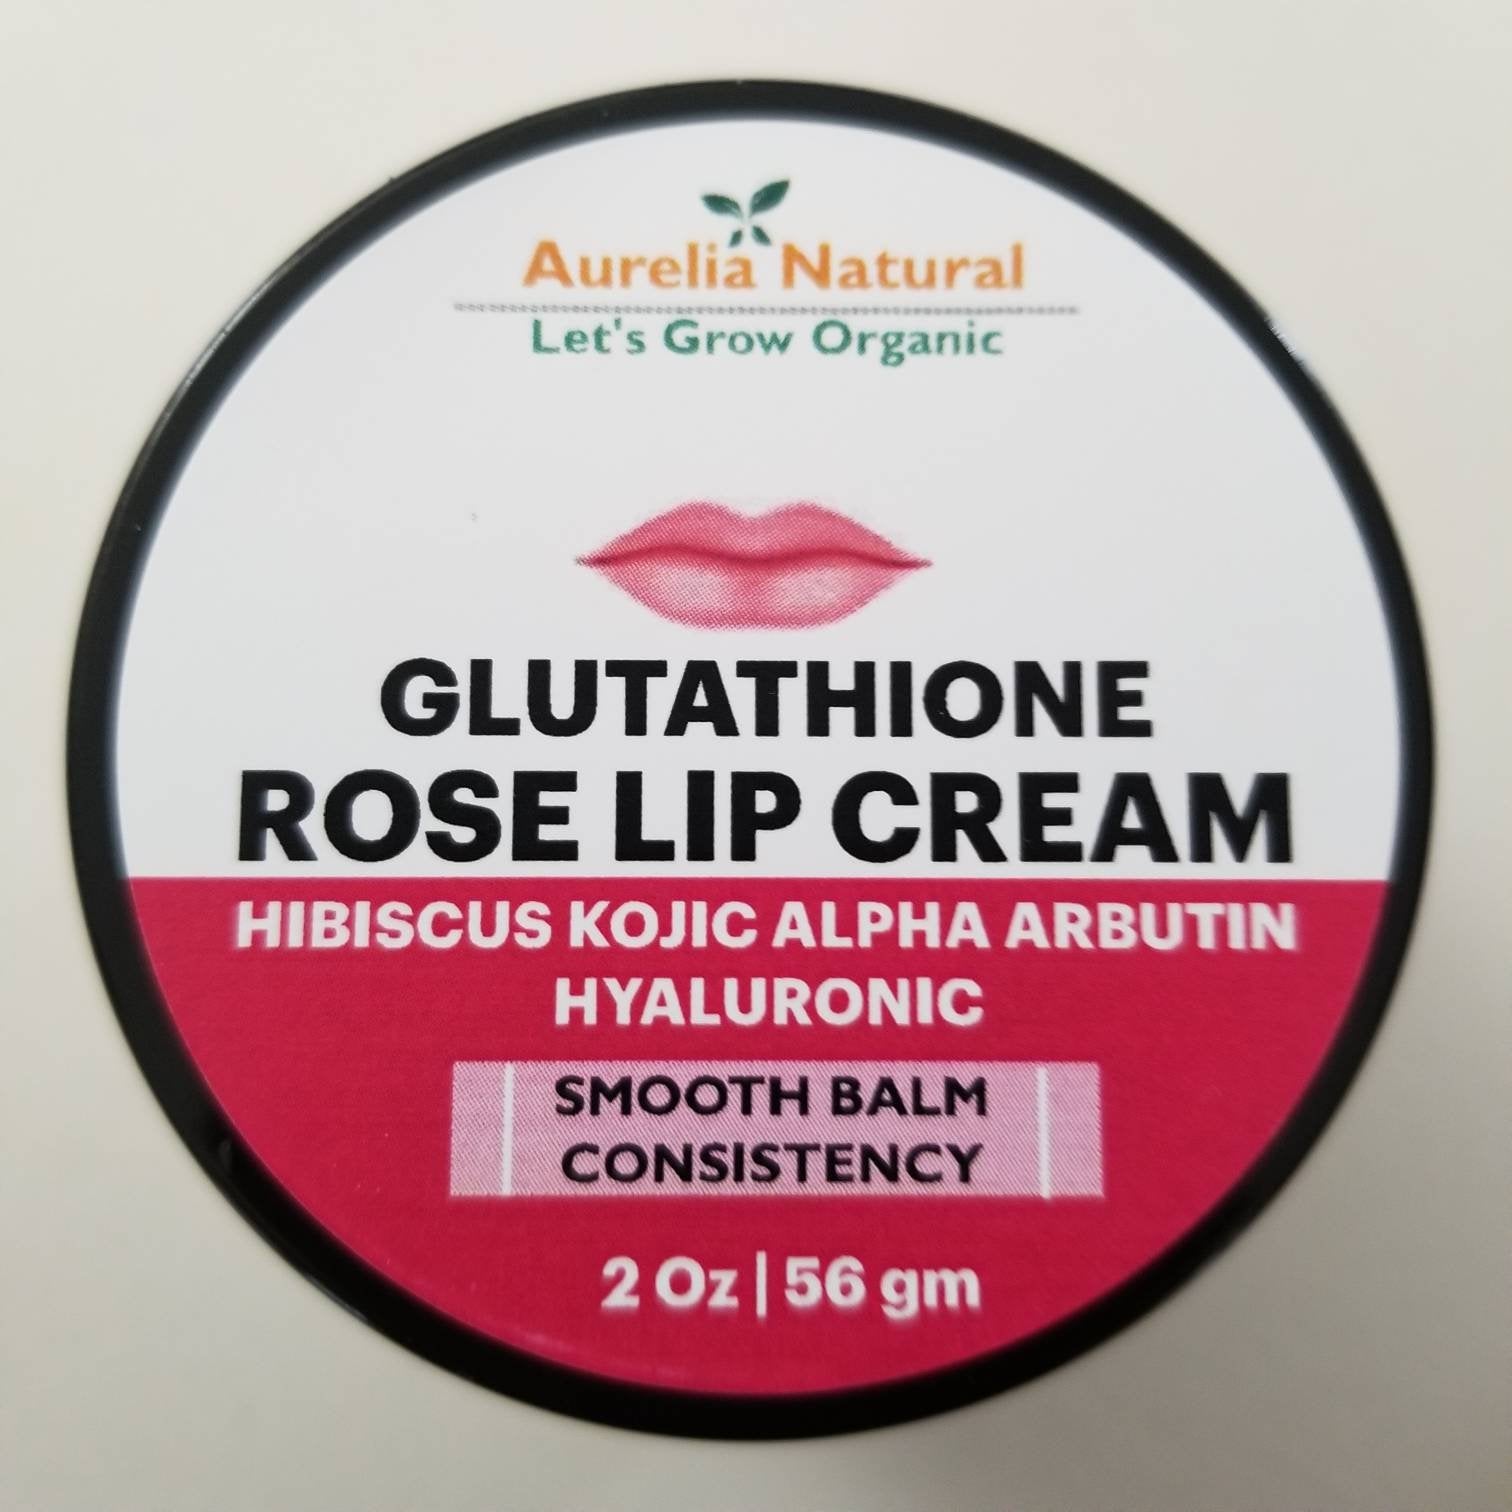 Aurelia Natural
Let's Grow Organic
GLUTATHIONE
ROSE LIP CREAM
HIBISCUS KOJIC ALPHA ARBUTIN
HYALURONIC
SMOOTH BALM
CONSISTENCY
2 Oz | 56 gm